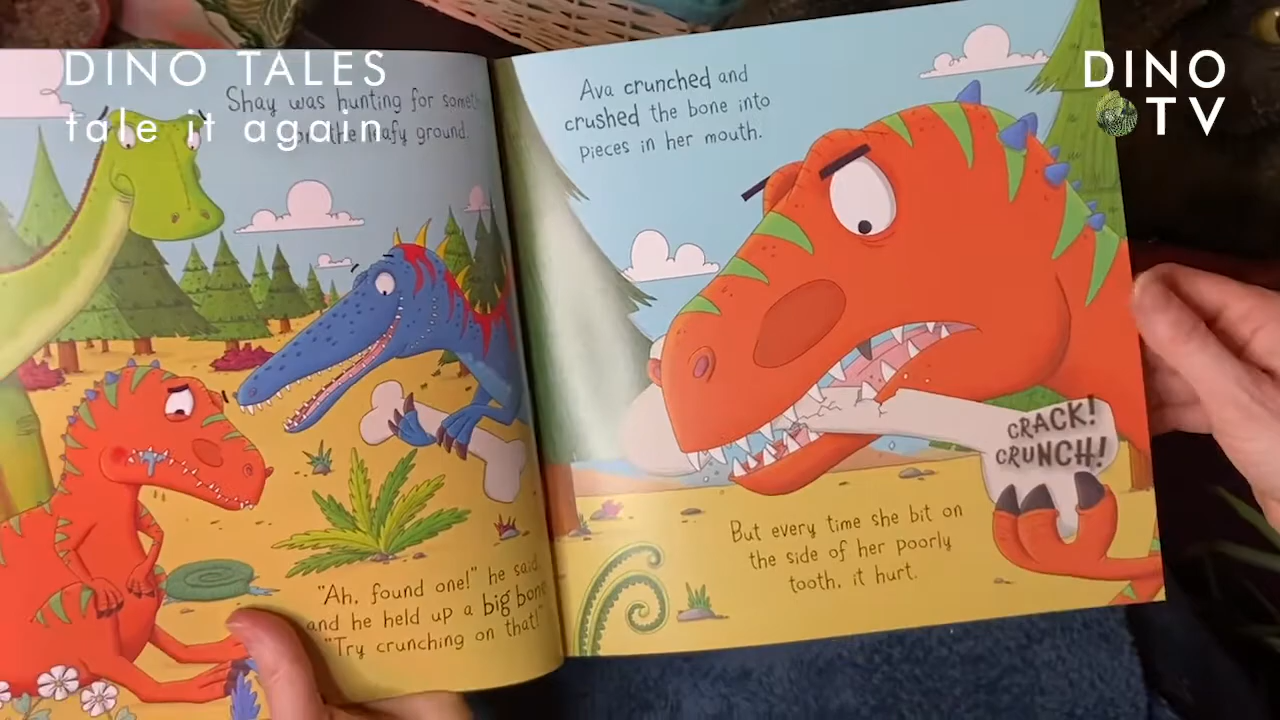 DINO TALES
tale it again
DINO
TV
Shay was hunting for
leafy ground.
"Ah, found one!" he said
and he held up a big bone
"Try crunching on that!"
Ava crunched and
crushed the bone into
pieces in her mouth.
CRACK!
CRUNCH!
But every time she bit on
the side of her poorly
tooth, it hurt.